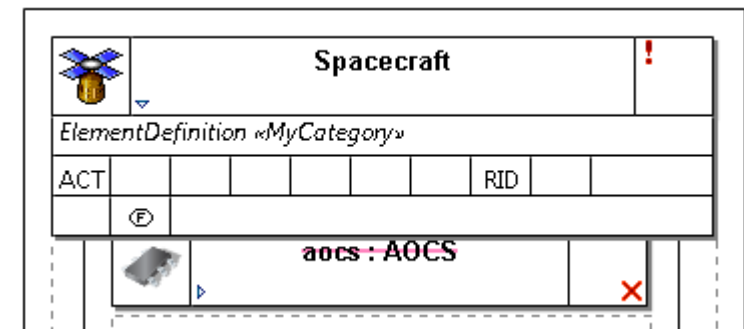 Spacecraft !
ElementDefinition «MyCategory»
ACT RID
F
aocs : AOCS